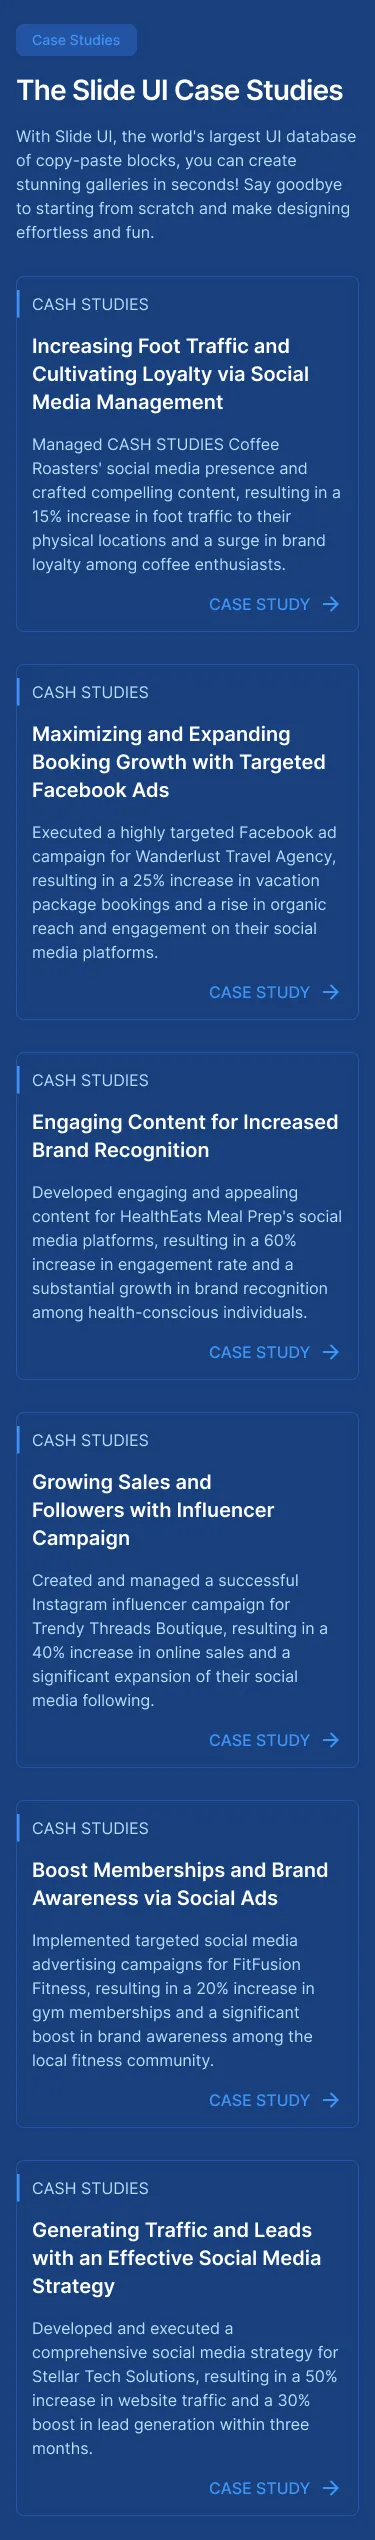 Case Studies
The Slide UI Case Studies
With Slide UI, the world's largest UI database
of copy-paste blocks, you can create
stunning galleries in seconds! Say goodbye
to starting from scratch and make designing
effortless and fun.
CASH STUDIES
Increasing Foot Traffic and
Cultivating Loyalty via Social
Media Management
Managed CASH STUDIES Coffee
Roasters' social media presence and
crafted compelling content, resulting in a
15% increase in foot traffic to their
physical locations and a surge in brand
loyalty among coffee enthusiasts.
CASE STUDY
CASH STUDIES
Maximizing and Expanding
Booking Growth with Targeted
Facebook Ads
Executed a highly targeted Facebook ad
campaign for Wanderlust Travel Agency,
resulting in a 25% increase in vacation
package bookings and a rise in organic
reach and engagement on their social
media platforms.
CASE STUDY
CASH STUDIES
Engaging Content for Increased
Brand Recognition
Developed engaging and appealing
content for HealthEats Meal Prep's social
media platforms, resulting in a 60%
increase in engagement rate and a
substantial growth in brand recognition
among health-conscious individuals.
CASE STUDY
CASH STUDIES
Growing Sales and
Followers with Influencer
Campaign
Created and managed a successful
Instagram influencer campaign for
Trendy Threads Boutique, resulting in a
40% increase in online sales and a
significant expansion of their social
media following.
CASE STUDY
CASH STUDIES
Boost Memberships and Brand
Awareness via Social Ads
Implemented targeted social media
advertising campaigns for FitFusion
Fitness, resulting in a 20% increase in
gym memberships and a significant
boost in brand awareness among the
local fitness community.
CASE STUDY
CASH STUDIES
Generating Traffic and Leads
with an Effective Social Media
Strategy
Developed and executed a
comprehensive social media strategy for
Stellar Tech Solutions, resulting in a 50%
increase in website traffic and a 30%
boost in lead generation within three
months.
CASE STUDY